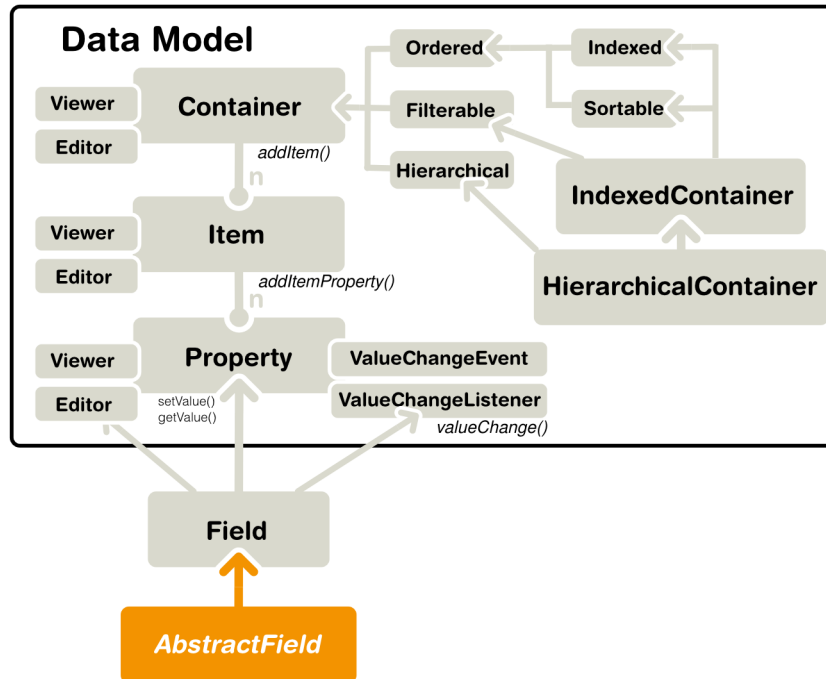 Data Model
Ordered
Indexed
Viewer
Container
Filterable
Sortable
Editor
addItem()
n
Hierarchical
IndexedContainer
Viewer
Item
Editor
addItemProperty()
n
HierarchicalContainer
Viewer
Property
ValueChangeEvent
Editor
setValue()
getValue()
ValueChangeListener
valueChange()
Field
AbstractField